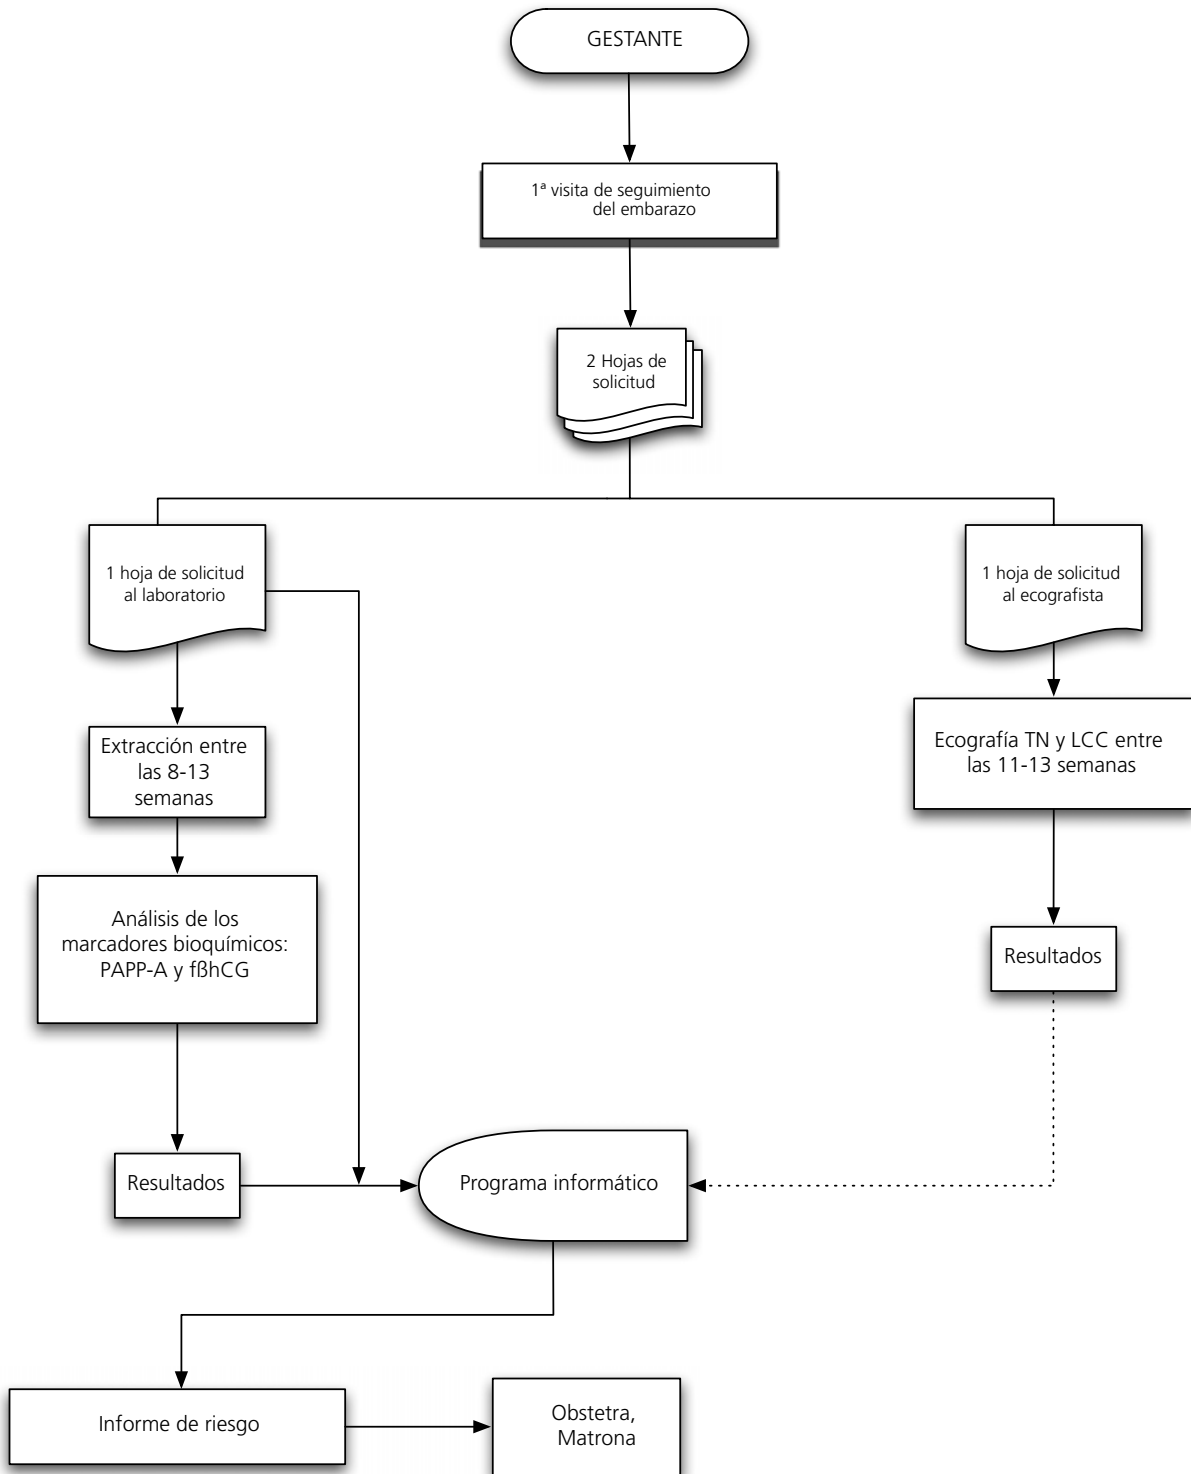 GESTANTE
1ª visita de seguimiento
del embarazo
2 Hojas de
solicitud
1 hoja de solicitud
al laboratorio
1 hoja de solicitud
al ecografista
Extracción entre
las 8-13
semanas
Ecografía TN y LCC entre
las 11-13 semanas
Análisis de los
marcadores bioquímicos:
PAPP-A y fßhCG
Resultados
Resultados
Programa informático
Informe de riesgo
Obstetra,
Matrona